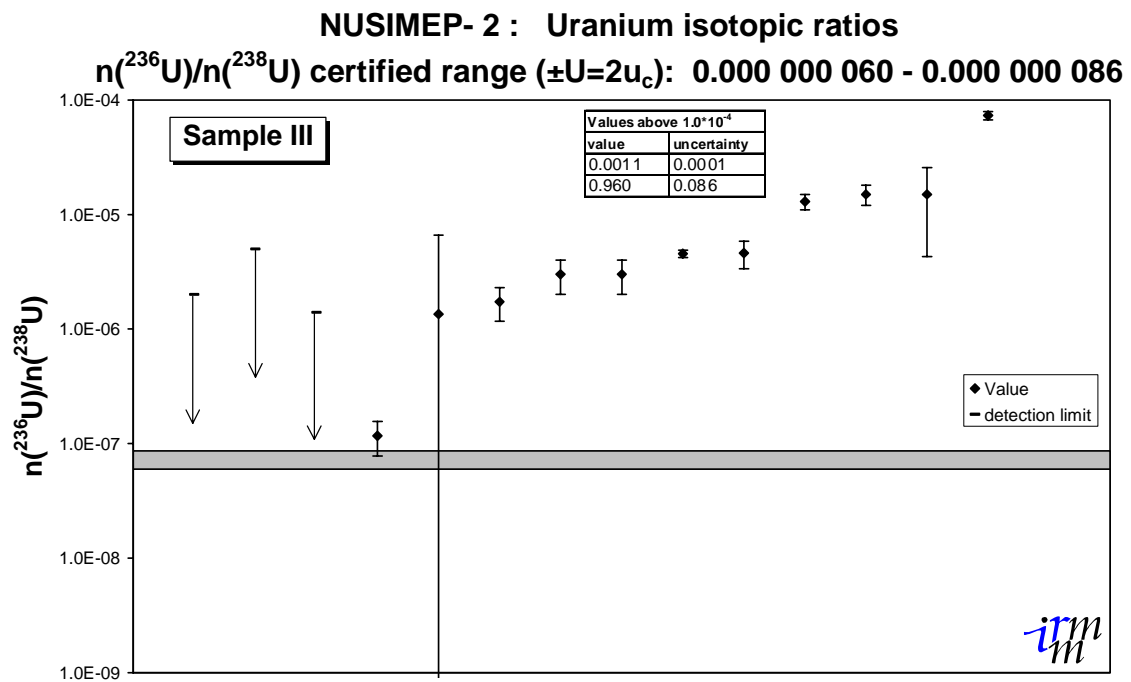 NUSIMEP- 2 :   Uranium isotopic ratios
n(²³⁶U)/n(²³⁸U) certified range (±U=2u_c):  0.000 000 060 - 0.000 000 086
1.0E-04
1.0E-05
1.0E-06
1.0E-07
1.0E-08
1.0E-09
n(²³⁶U)/n(²³⁸U)
Sample III
Values above 1.0*10⁻⁴
value uncertainty
0.0011 0.0001
0.960 0.086
Value
detection limit
irmm